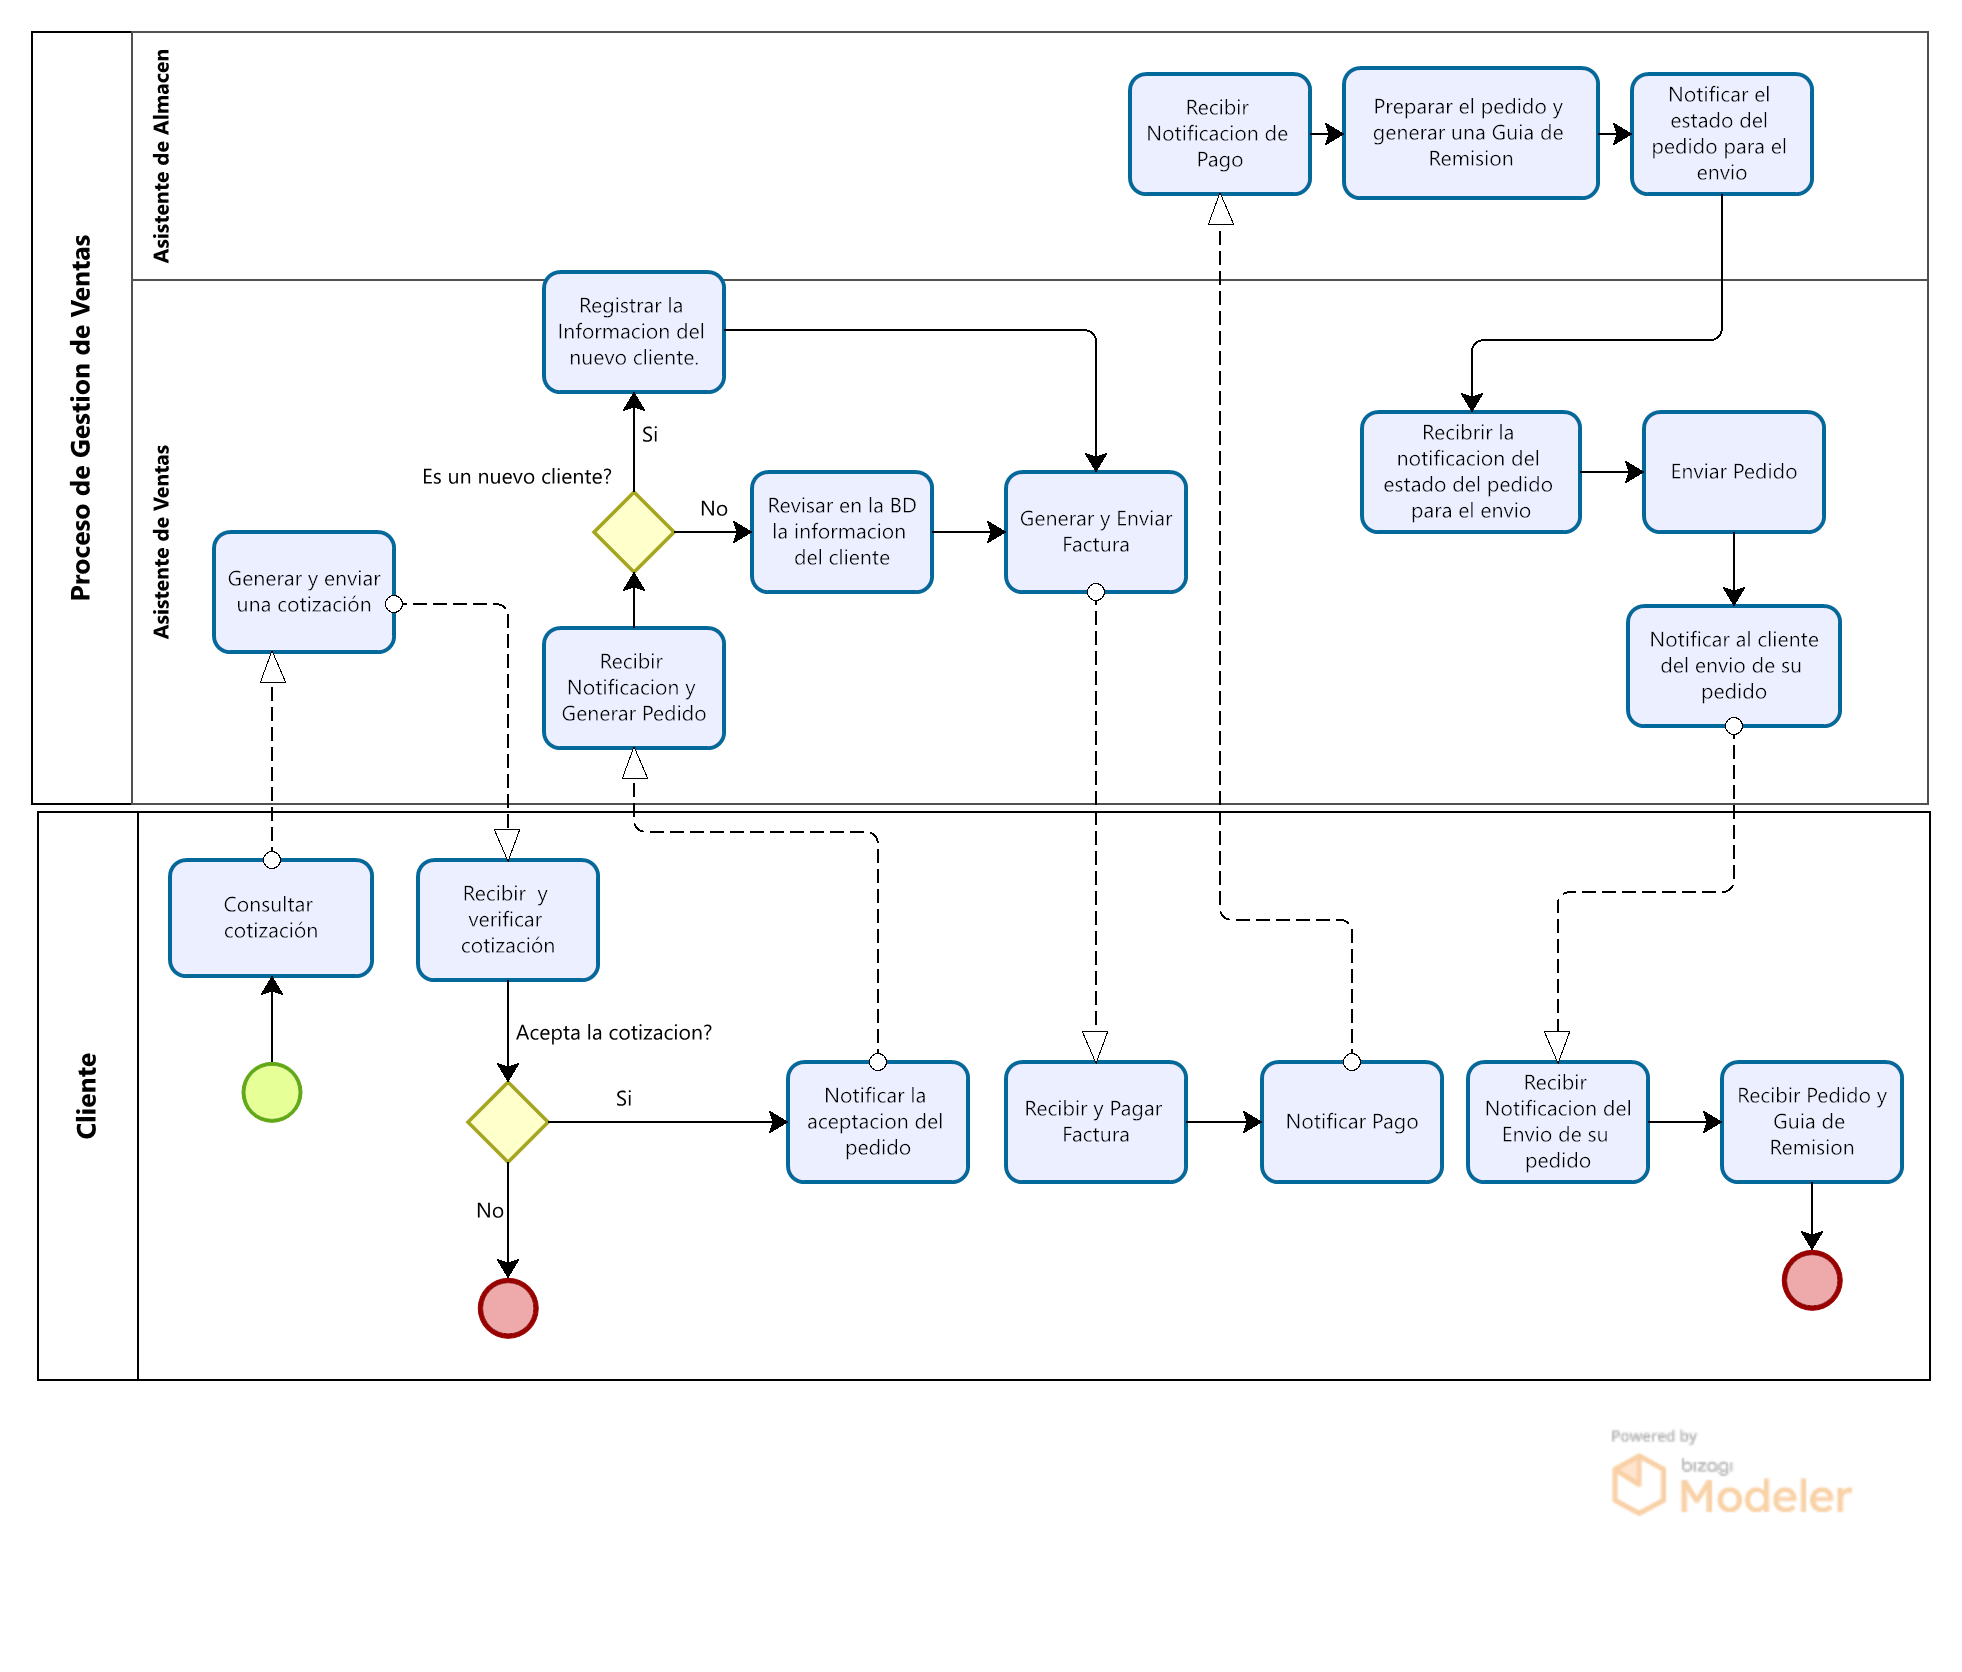 Proceso de Gestion de Ventas
Asistente de Almacen
Recibir
Notificacion de
Pago
Preparar el pedido y
generar una Guia de
Remision
Notificar el
estado del
pedido para el
envio
Asistente de Ventas
Registrar la
Informacion del
nuevo cliente.
Si
Es un nuevo cliente?
No
Revisar en la BD
la informacion
del cliente
Generar y Enviar
Factura
Recibrir la
notificacion del
estado del pedido
para el envio
Enviar Pedido
Generar y enviar
una cotización
Recibir
Notificacion y
Generar Pedido
Notificar al cliente
del envio de su
pedido
Cliente
Consultar
cotización
Recibir y
verificar
cotización
Acepta la cotizacion?
Si
No
Notificar la
aceptacion del
pedido
Recibir y Pagar
Factura
Notificar Pago
Recibir
Notificacion del
Envio de su
pedido
Recibir Pedido y
Guia de
Remision
Powered by
bizagi
Modeler